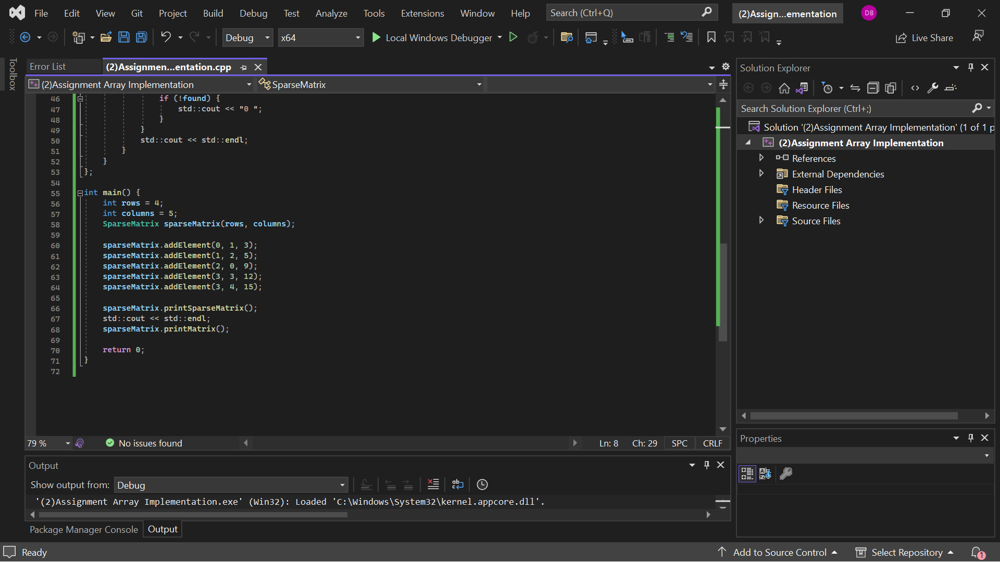 File Edit View Git Project Build Debug Test Analyze Tools Extensions Window Help Search (Ctrl+Q) (2)Assign...ementation DB
Debug x64 Local Windows Debugger Live Share
Toolbox
Error List (2)Assignmen...entation.cpp
(2)Assignment Array Implementation SparseMatrix
46 if (!found) {
47 std::cout << "0 ";
48 }
49 }
50 std::cout << std::endl;
51 }
52 }
53 };
54
55 int main() {
56 int rows = 4;
57 int columns = 5;
58 SparseMatrix sparseMatrix(rows, columns);
59
60 sparseMatrix.addElement(0, 1, 3);
61 sparseMatrix.addElement(1, 2, 5);
62 sparseMatrix.addElement(2, 0, 9);
63 sparseMatrix.addElement(3, 3, 12);
64 sparseMatrix.addElement(3, 4, 15);
65
66 sparseMatrix.printSparseMatrix();
67 std::cout << std::endl;
68 sparseMatrix.printMatrix();
69
70 return 0;
71 }
72
79 % No issues found Ln: 8 Ch: 29 SPC CRLF
Output
Show output from: Debug
'(2)Assignment Array Implementation.exe' (Win32): Loaded 'C:\Windows\System32\kernel.appcore.dll'.
Package Manager Console Output
Solution Explorer
Search Solution Explorer (Ctrl+;)
Solution '(2)Assignment Array Implementation' (1 of 1 p
(2)Assignment Array Implementation
References
External Dependencies
Header Files
Resource Files
Source Files
Properties
Ready Add to Source Control Select Repository 1